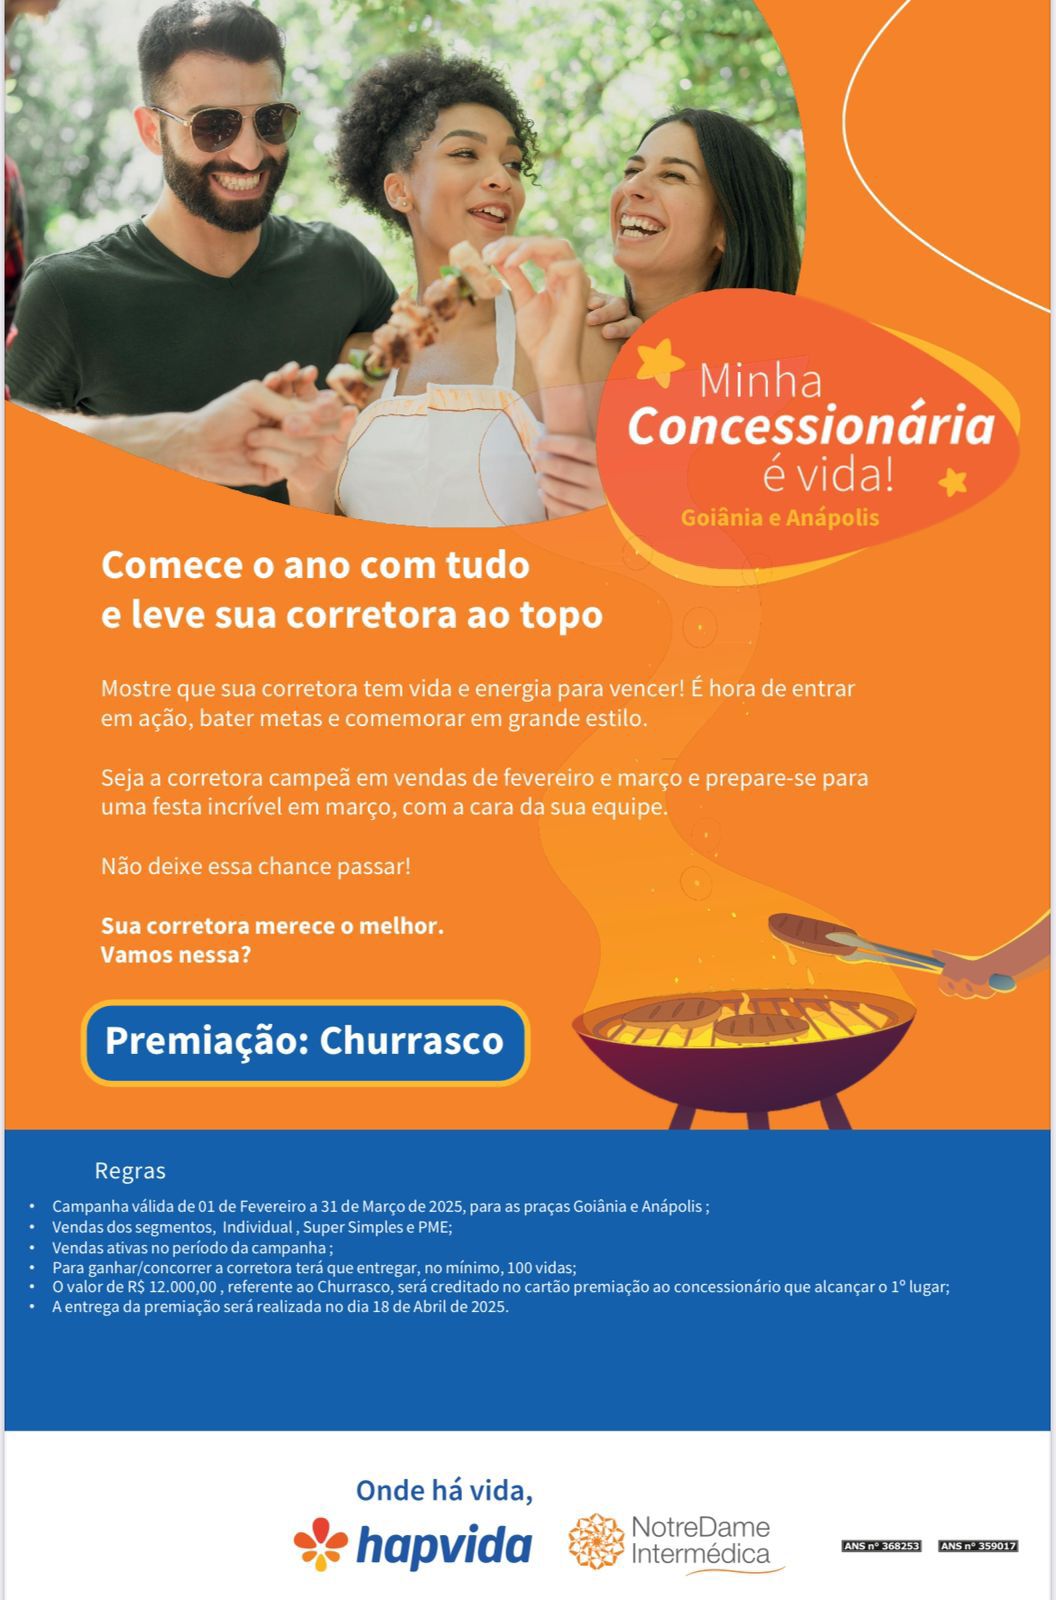 Minha
Concessionária
é vida!
Goiânia e Anápolis
Comece o ano com tudo
e leve sua corretora ao topo
Mostre que sua corretora tem vida e energia para vencer! É hora de entrar
em ação, bater metas e comemorar em grande estilo.
Seja a corretora campeã em vendas de fevereiro e março e prepare-se para
uma festa incrível em março, com a cara da sua equipe.
Não deixe essa chance passar!
Sua corretora merece o melhor.
Vamos nessa?
Premiação: Churrasco
Regras
• Campanha válida de 01 de Fevereiro a 31 de Março de 2025, para as praças Goiânia e Anápolis ;
• Vendas dos segmentos, Individual , Super Simples e PME;
• Vendas ativas no período da campanha ;
• Para ganhar/concorrer a corretora terá que entregar, no mínimo, 100 vidas;
• O valor de R$ 12.000,00 , referente ao Churrasco, será creditado no cartão premiação ao concessionário que alcançar o 1º lugar;
• A entrega da premiação será realizada no dia 18 de Abril de 2025.
Onde há vida,
hapvida
NotreDame
Intermédica
ANS nº 368253
ANS nº 359017